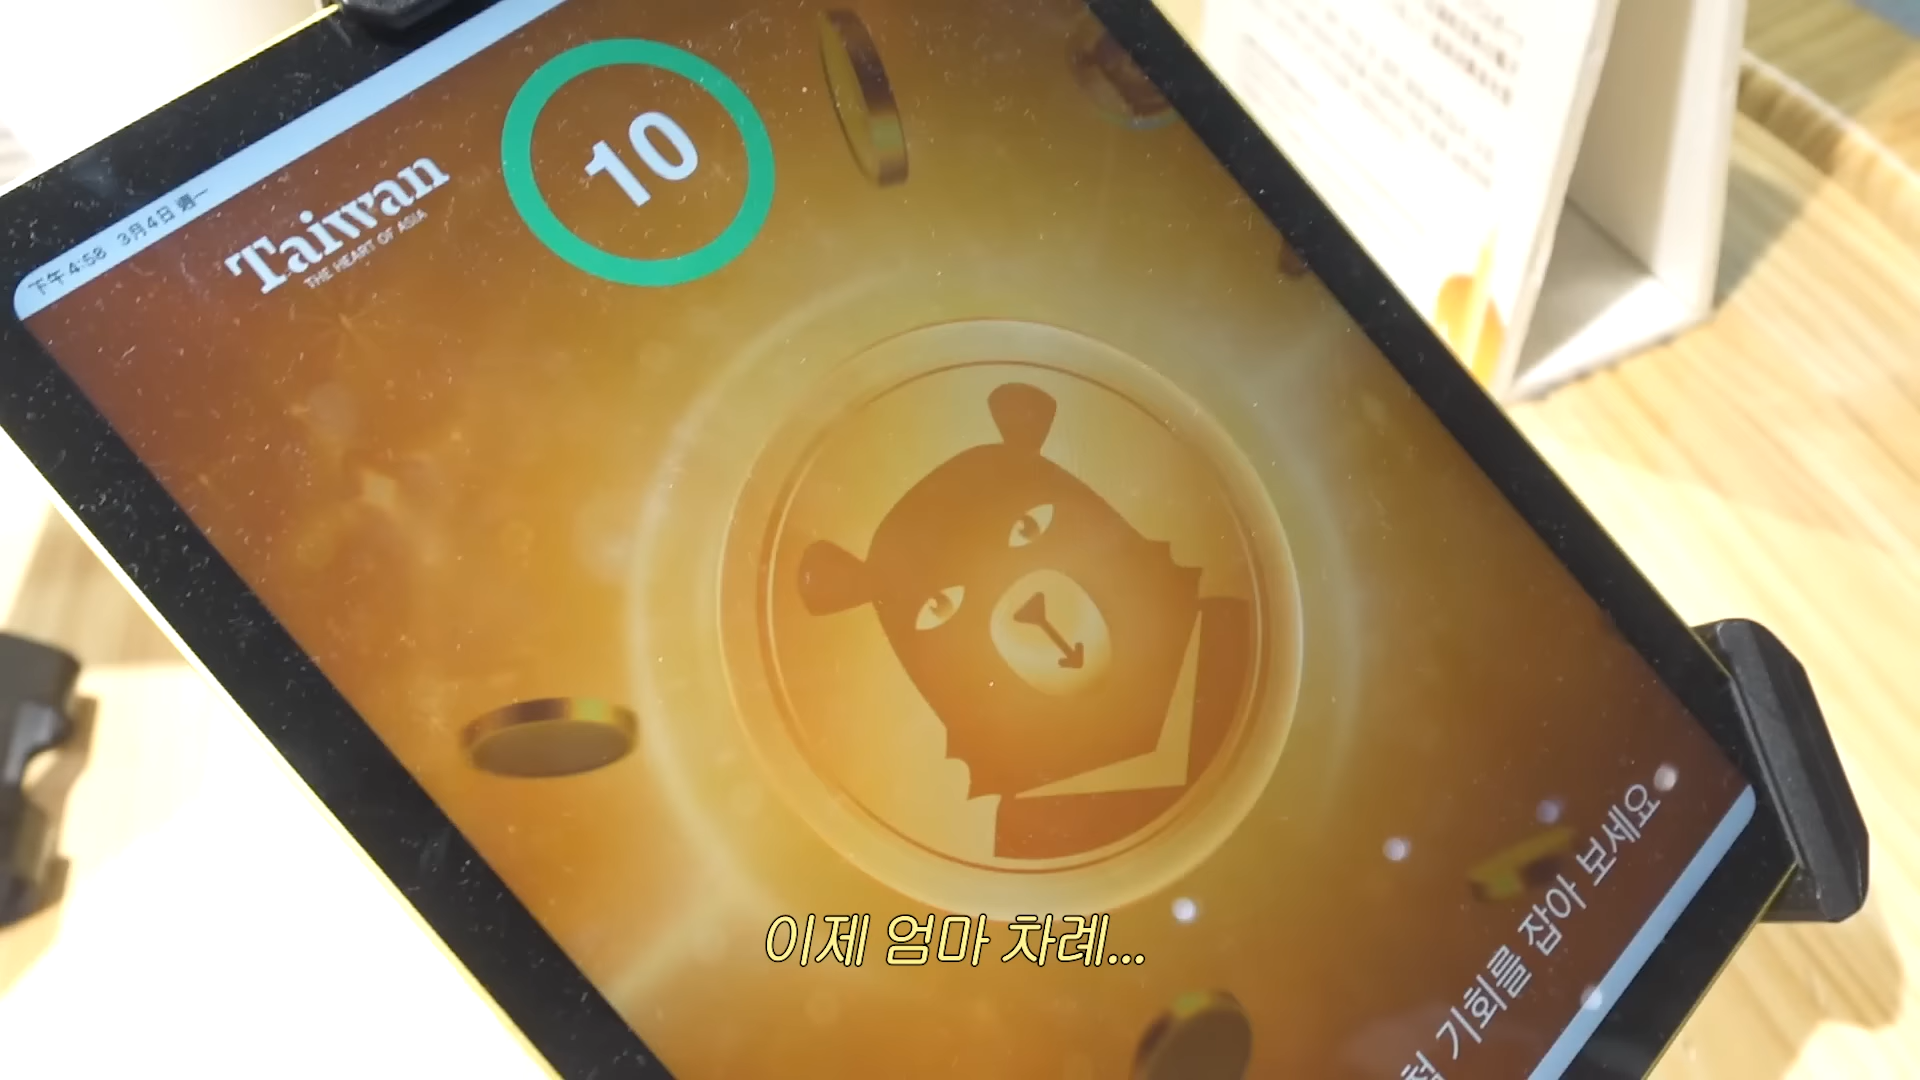 下午4:58 3月4日 週一
Taiwan
THE HEART OF ASIA
10
첨 기회를 잡아 보세요
이제 엄마 차례...